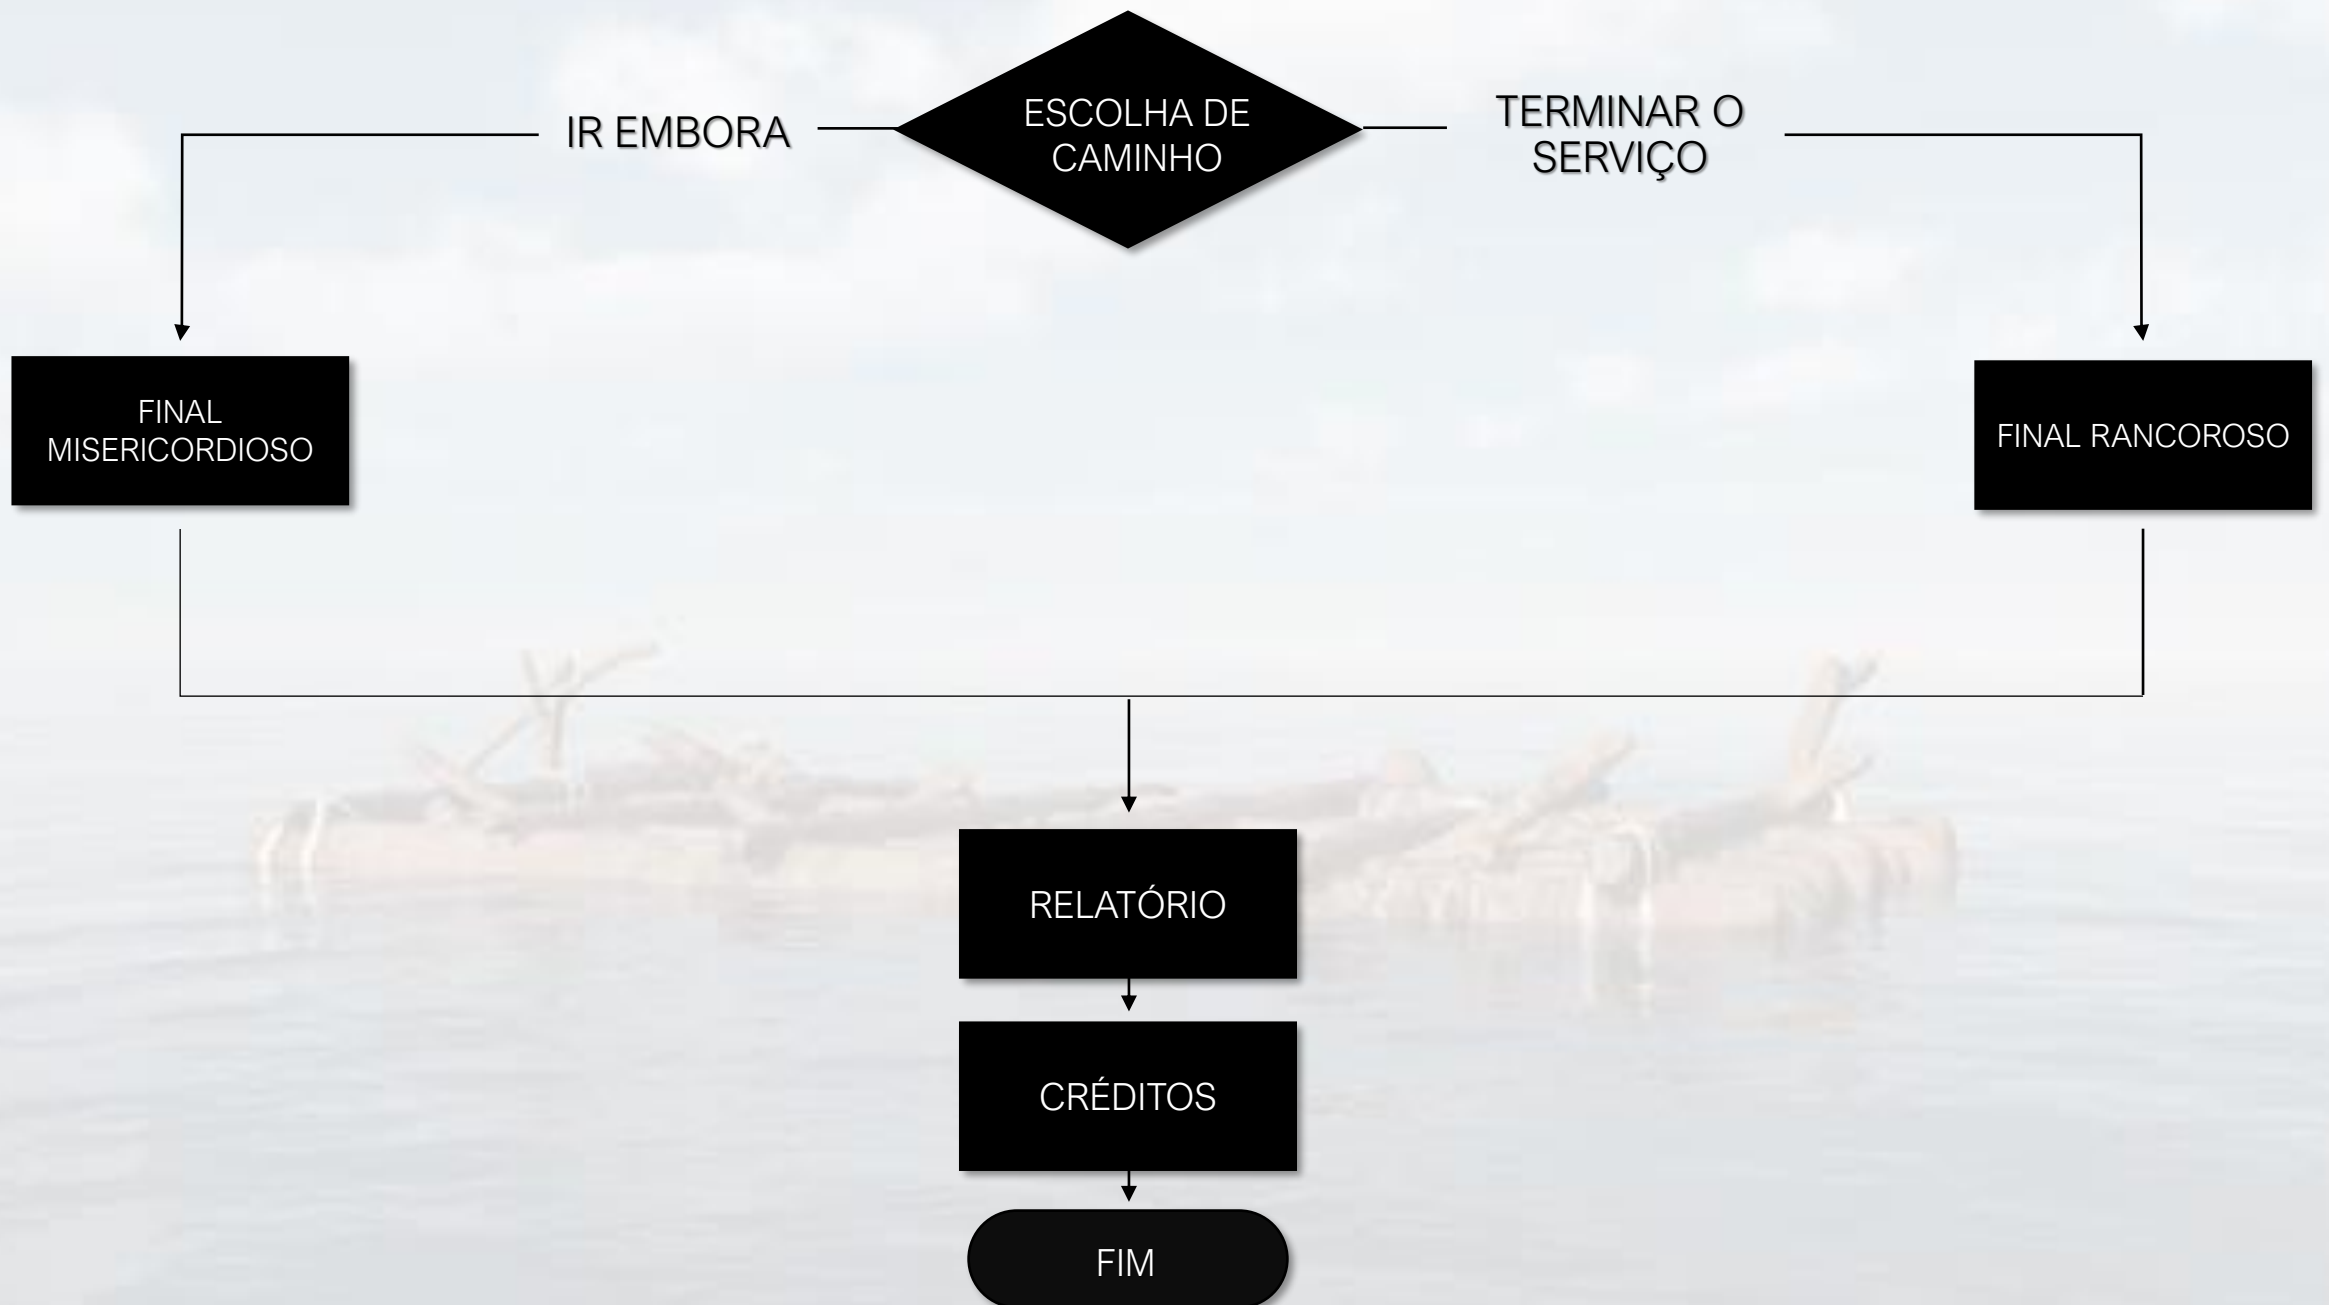 IR EMBORA
ESCOLHA DE
CAMINHO
TERMINAR O
SERVIÇO
FINAL
MISERICORDIOSO
FINAL RANCOROSO
RELATÓRIO
CRÉDITOS
FIM